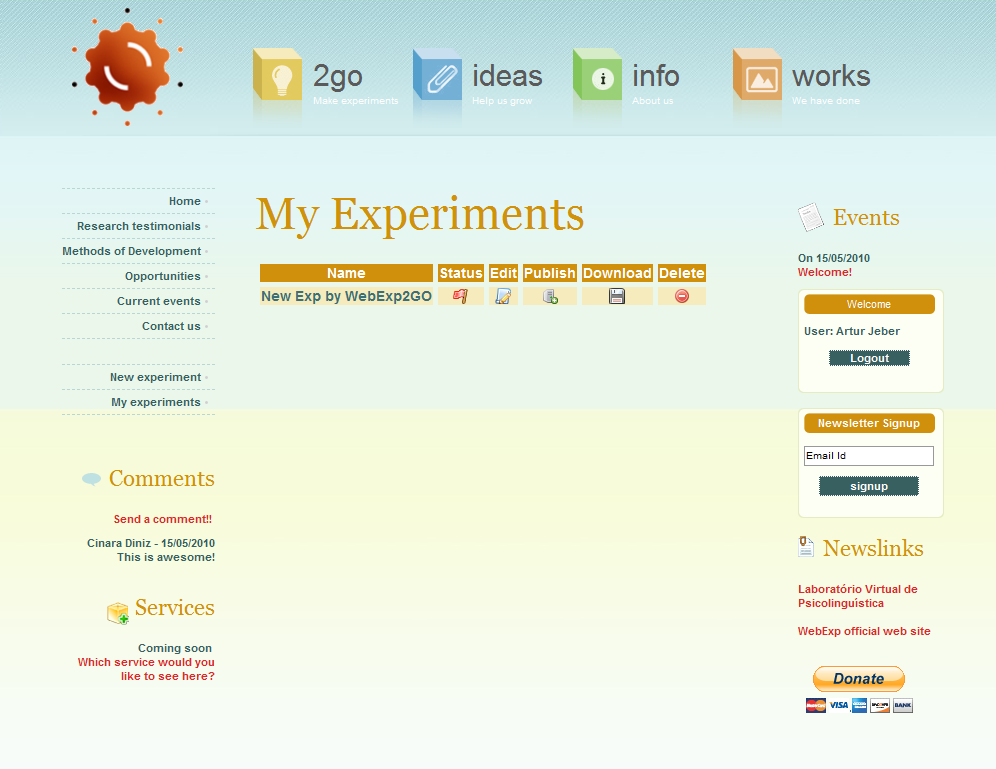 2go
Make experiments
ideas
Help us grow
info
About us
works
We have done
Home
Research testimonials
Methods of Development
Opportunities
Current events
Contact us
New experiment
My experiments
Comments
Send a comment!!
Cinara Diniz - 15/05/2010
This is awesome!
Services
Coming soon
Which service would you
like to see here?
My Experiments
Name Status Edit Publish Download Delete
New Exp by WebExp2GO
Events
On 15/05/2010
Welcome!
Welcome
User: Artur Jeber
Logout
Newsletter Signup
Email Id
signup
Newslinks
Laboratório Virtual de
Psicolinguística
WebExp official web site
Donate
MasterCard VISA BANK